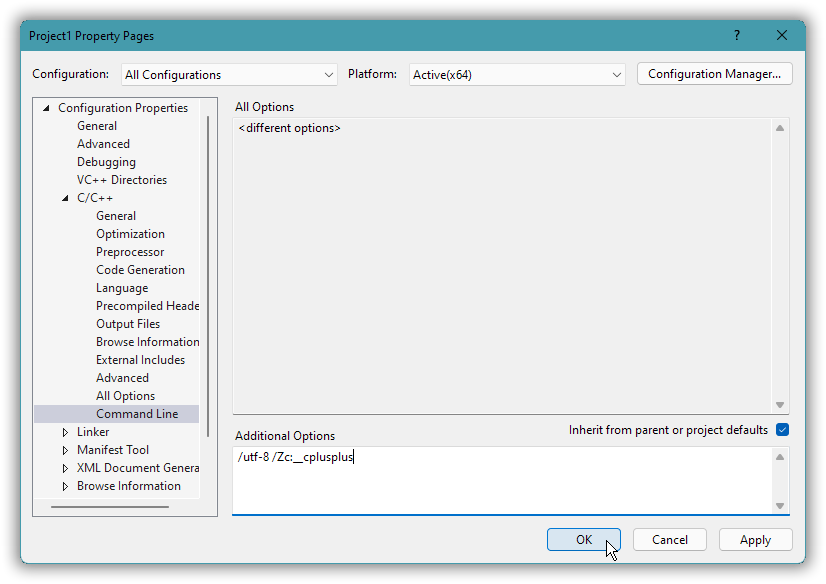 Project1 Property Pages
?
Configuration:
All Configurations
Platform:
Active(x64)
Configuration Manager...
Configuration Properties
General
Advanced
Debugging
VC++ Directories
C/C++
General
Optimization
Preprocessor
Code Generation
Language
Precompiled Heade
Output Files
Browse Information
External Includes
Advanced
All Options
Command Line
Linker
Manifest Tool
XML Document Genera
Browse Information
All Options
<different options>
Inherit from parent or project defaults
Additional Options
/utf-8 /Zc:__cplusplus
OK
Cancel
Apply